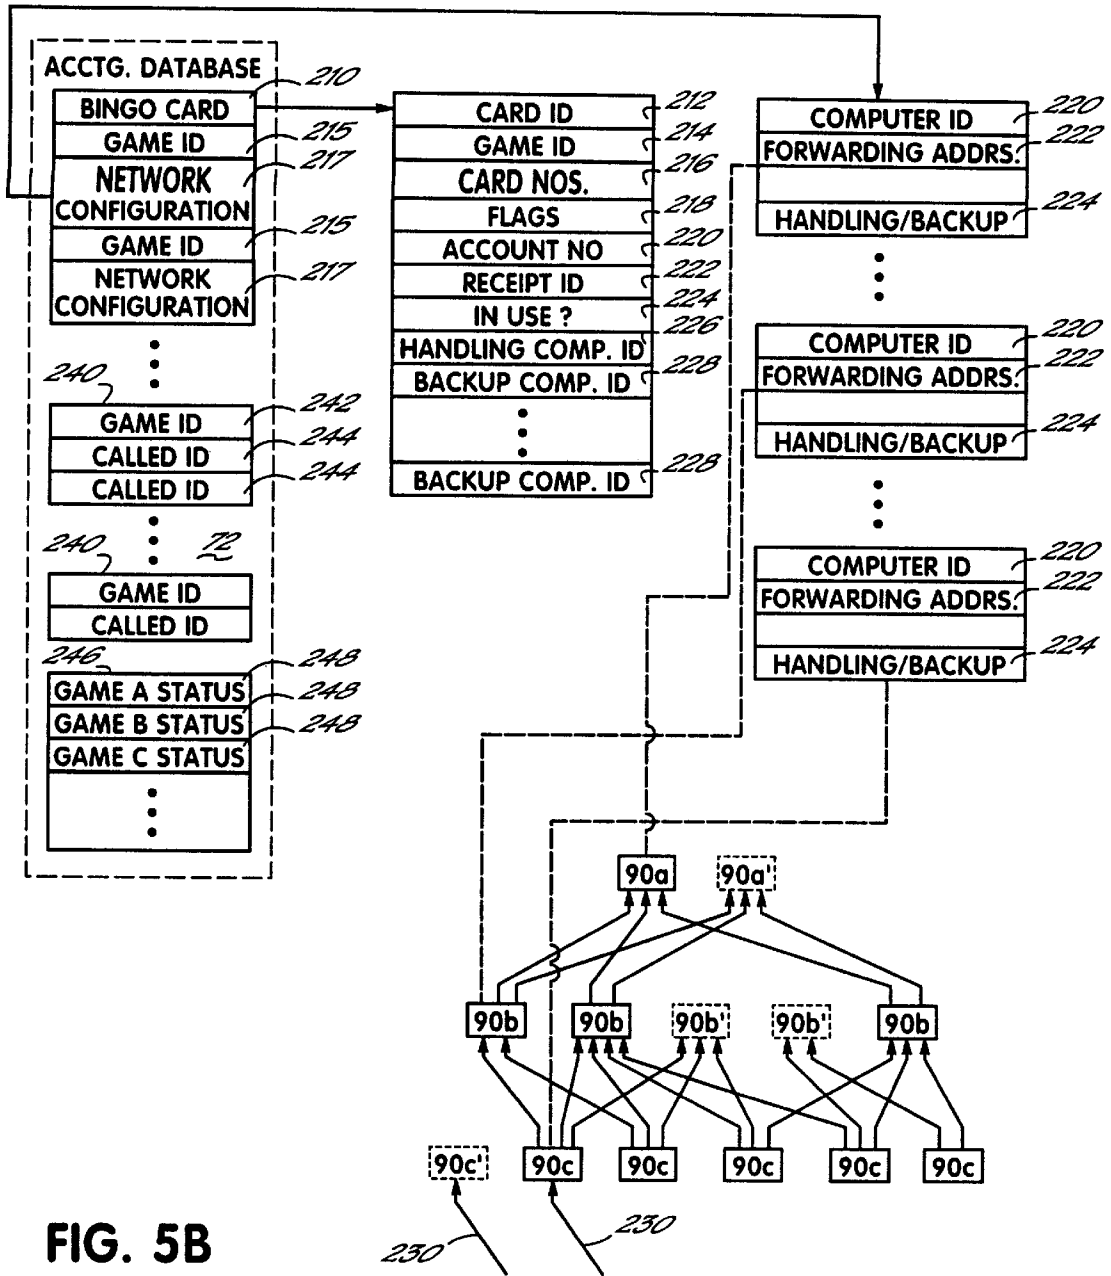 ACCTG. DATABASE
210
BINGO CARD
GAME ID
215
217
NETWORK
CONFIGURATION
GAME ID
215
NETWORK
CONFIGURATION
217
240
242
GAME ID
CALLED ID
244
CALLED ID
244
240
72
GAME ID
CALLED ID
246
248
GAME A STATUS
248
GAME B STATUS
248
GAME C STATUS
CARD ID
212
GAME ID
214
CARD NOS.
216
FLAGS
218
ACCOUNT NO
220
RECEIPT ID
222
IN USE ?
224
HANDLING COMP. ID
226
BACKUP COMP. ID
228
BACKUP COMP. ID
228
COMPUTER ID
220
FORWARDING ADDRS.
222
HANDLING/BACKUP
224
COMPUTER ID
220
FORWARDING ADDRS.
222
HANDLING/BACKUP
224
COMPUTER ID
220
FORWARDING ADDRS.
222
HANDLING/BACKUP
224
90a 90a'
90b 90b 90b' 90b' 90b
90c' 90c 90c 90c 90c 90c
230 230
FIG. 5B